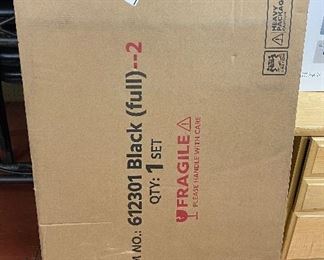 M NO.: 612301 Black (full)--2
QTY: 1 SET
FRAGILE
PLEASE HANDLE WITH CARE
HEAVY
PACKAGE